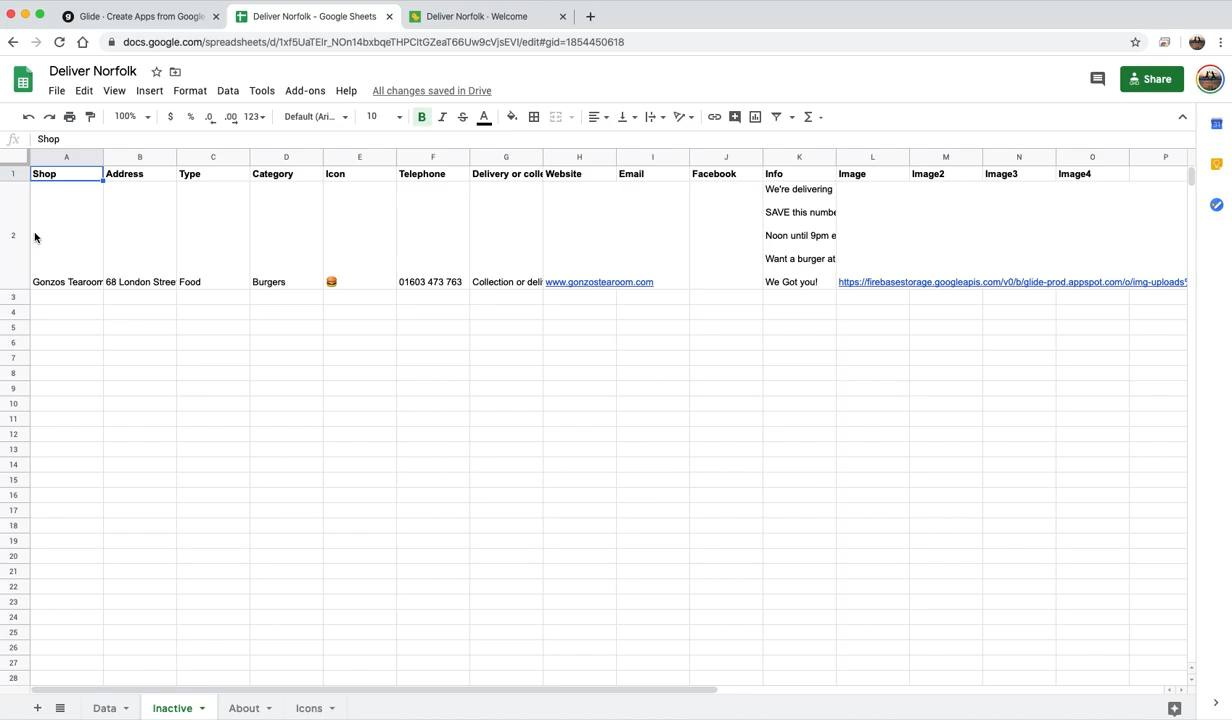 Glide · Create Apps from Google
Deliver Norfolk - Google Sheets
Deliver Norfolk · Welcome
docs.google.com/spreadsheets/d/1xf5UaTElr_NOn14bxbqeTHPCItGZeaT66Uw9cVjsEVI/edit#gid=1854450618
Deliver Norfolk
Share
File Edit View Insert Format Data Tools Add-ons Help All changes saved in Drive
100% $ % .0 .00 123 Default (Ari... 10 B I S A Σ
fx Shop
A B C D E F G H I J K L M N O P
1 Shop Address Type Category Icon Telephone Delivery or colle Website Email Facebook Info Image Image2 Image3 Image4
We're delivering
SAVE this numbe
2 Noon until 9pm e
Want a burger at
Gonzos Tearoom 68 London Stree Food Burgers 🍔 01603 473 763 Collection or deli www.gonzostearoom.com We Got you! https://firebasestorage.googleapis.com/v0/b/glide-prod.appspot.com/o/img-uploads%
3
4
5
6
7
8
9
10
11
12
13
14
15
16
17
18
19
20
21
22
23
24
25
26
27
28
+ Data Inactive About Icons